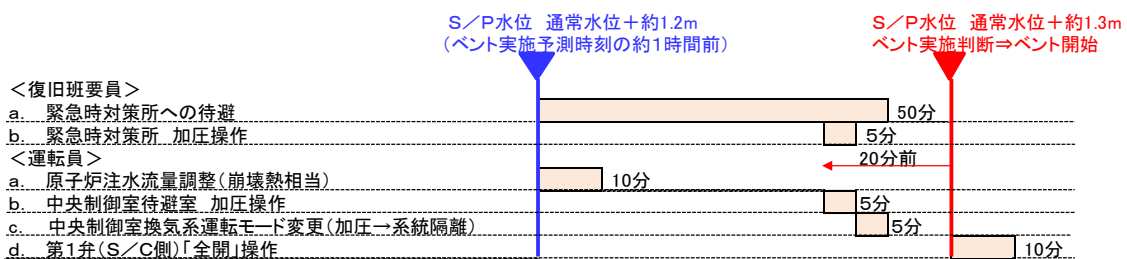 S/P水位 通常水位+約1.2m
(ベント実施予測時刻の約1時間前)
S/P水位 通常水位+約1.3m
ベント実施判断⇒ベント開始
<復旧班要員>
a. 緊急時対策所への待避
50分
b. 緊急時対策所 加圧操作
5分
<運転員>
20分前
a. 原子炉注水流量調整(崩壊熱相当)
10分
b. 中央制御室待避室 加圧操作
5分
c. 中央制御室換気系運転モード変更(加圧→系統隔離)
5分
d. 第1弁(S/C側)「全開」操作
10分